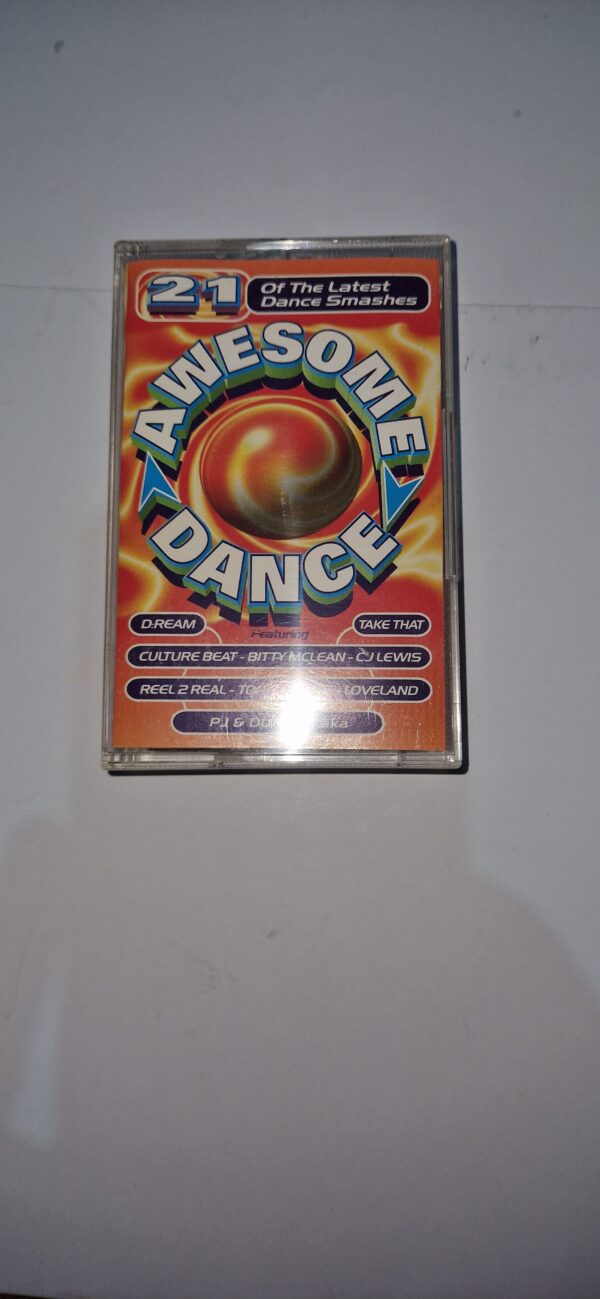 21
Of The Latest
Dance Smashes
AWESOME
DANCE
Featuring
D:REAM
TAKE THAT
CULTURE BEAT - BITTY MCLEAN - CJ LEWIS
REEL 2 REAL - LOVELAND
PJ &